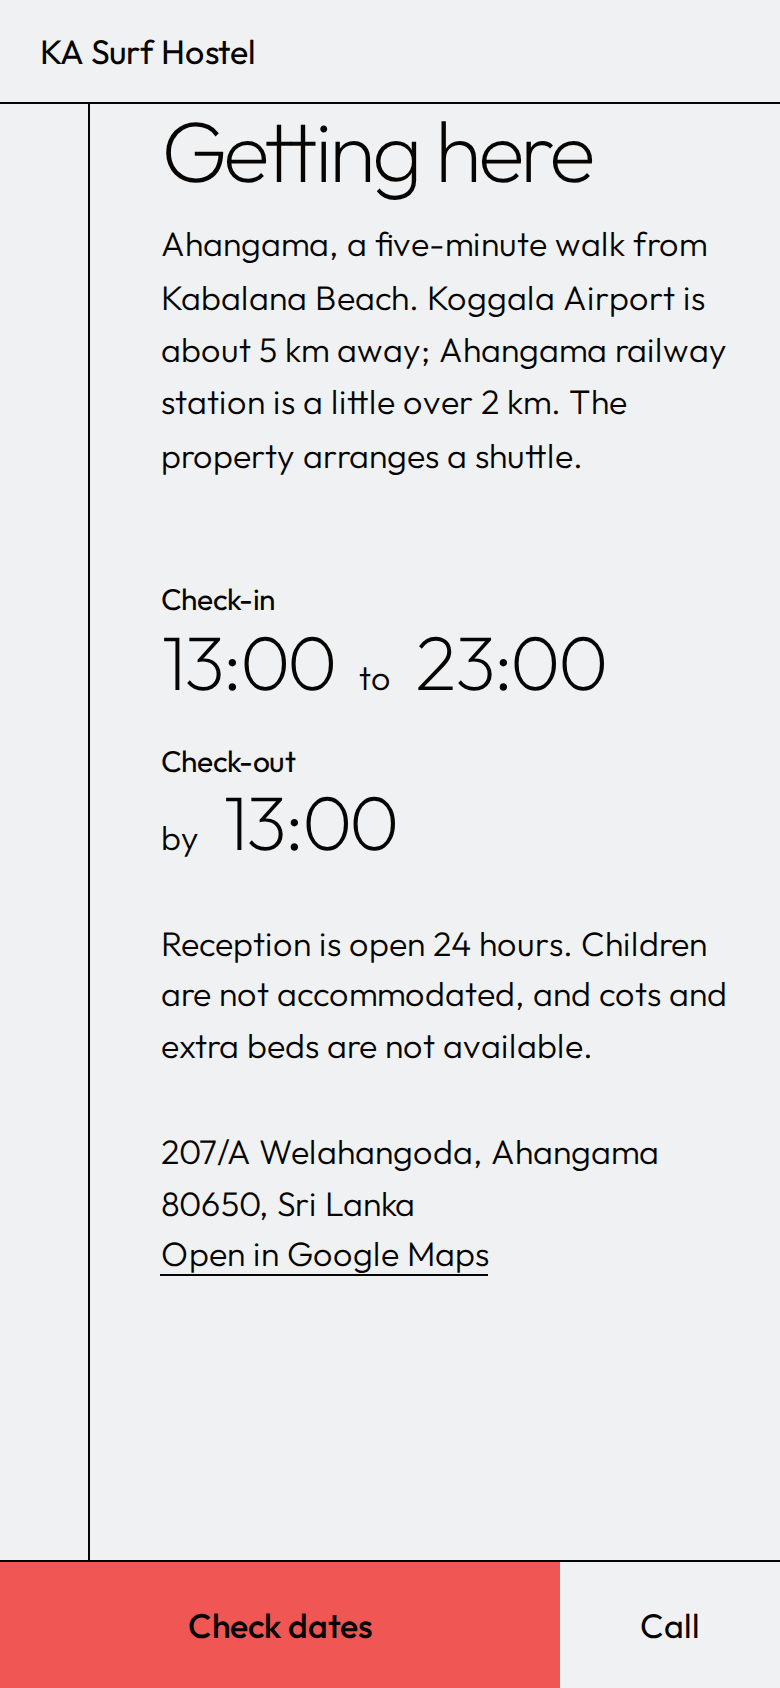 KA Surf Hostel
Getting here
Ahangama, a five-minute walk from
Kabalana Beach. Koggala Airport is
about 5 km away; Ahangama railway
station is a little over 2 km. The
property arranges a shuttle.
Check-in
13:00 to 23:00
Check-out
by 13:00
Reception is open 24 hours. Children
are not accommodated, and cots and
extra beds are not available.
207/A Welahangoda, Ahangama
80650, Sri Lanka
Open in Google Maps
Check dates
Call